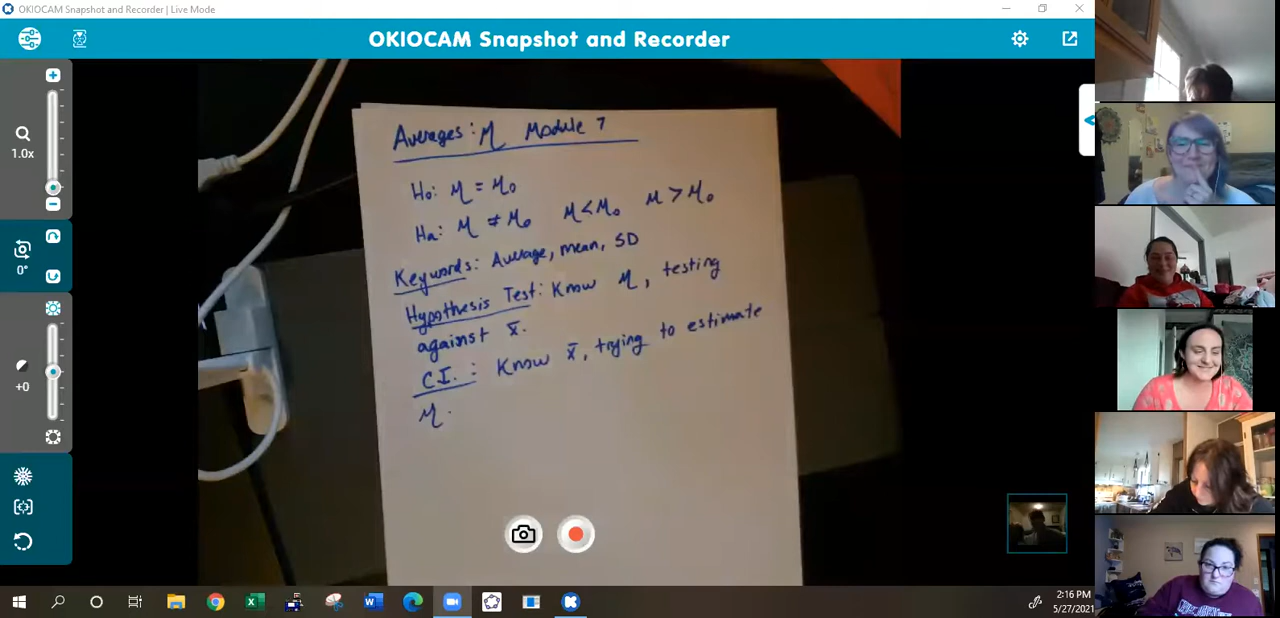 OKIOCAM Snapshot and Recorder | Live Mode
OKIOCAM Snapshot and Recorder
1.0x
0°
+0
Averages: μ Module 7
H₀: μ = μ₀
Ha: μ ≠ μ₀ μ < μ₀ μ > μ₀
Keywords: Average, mean, SD
Hypothesis Test: Know μ, testing
against x̄.
C.I.: Know x̄, trying to estimate
μ.
2:16 PM
5/27/2021